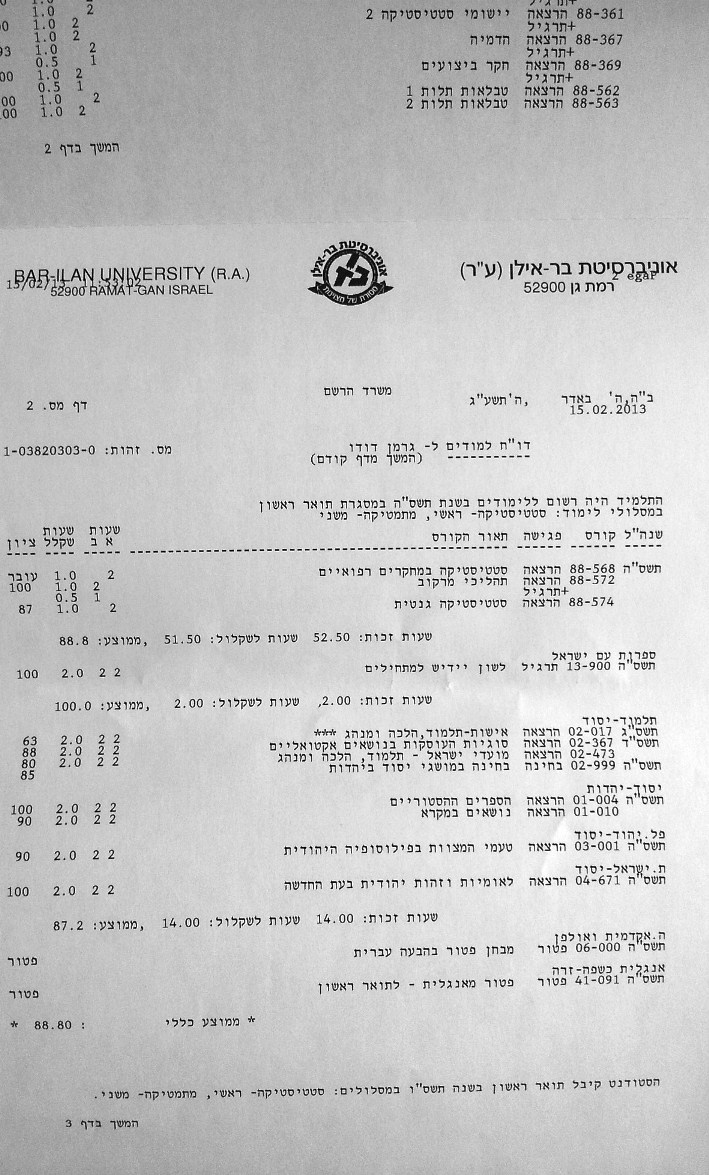 +תרגיל
88-361 הרצאה יישומי סטטיסטיקה 2 1.0 2
+תרגיל 1.0 2
88-367 הרצאה הדמיה 1.0 2
+תרגיל 0.5 1
88-369 הרצאה חקר ביצועים 1.0 2
+תרגיל 0.5 1
88-562 הרצאה טבלאות תלות 1 1.0 2
88-563 הרצאה טבלאות תלות 2 1.0 2
המשך בדף 2
אוניברסיטת בר-אילן (ע"ר)
רמת גן 52900
2 egaP
אוניברסיטת בר-אילן
מסורת של מצוינות
BAR-ILAN UNIVERSITY (R.A.)
52900 RAMAT-GAN ISRAEL
משרד הרשם
ב"ה,ה' באדר ,ה'תשע"ג דף מס. 2
15.02.2013
דו"ח למודים ל- גרמן דודו מס. זהות: 1-03820303-0
(המשך מדף קודם)
התלמיד היה רשום ללימודים בשנת תשס"ה במסגרת תואר ראשון
במסלולי לימוד: סטטיסטיקה- ראשי, מתמטיקה- משני
שעות שעות
שנה"ל קורס פגישה תאור הקורס א ב שקלל ציון
תשס"ה 88-568 הרצאה סטטיסטיקה במחקרים רפואיים 2 1.0 עובר
88-572 הרצאה תהליכי מרקוב 2 1.0 100
+תרגיל 1 0.5
88-574 הרצאה סטטיסטיקה גנטית 2 1.0 87
שעות זכות: 52.50 שעות לשקלול: 51.50 ,ממוצע: 88.8
ספרות עם ישראל
תשס"ה 13-900 תרגיל לשון יידיש למתחילים 2 2 2.0 100
שעות זכות: 2.00, שעות לשקלול: 2.00 ,ממוצע: 100.0
תלמוד-יסוד
תשס"ג 02-017 הרצאה אישות-תלמוד,הלכה ומנהג *** 2 2 2.0 63
תשס"ד 02-367 הרצאה סוגיות העוסקות בנושאים אקטואליים 2 2 2.0 88
02-473 הרצאה מועדי ישראל - תלמוד, הלכה ומנהג 2 2 2.0 80
תשס"ה 02-999 בחינה בחינה במושגי יסוד ביהדות 85
יסוד-יהדות
תשס"ה 01-004 הרצאה הספרים ההסטוריים 2 2 2.0 100
01-010 הרצאה נושאים במקרא 2 2 2.0 90
פל.יהוד-יסוד
תשס"ה 03-001 הרצאה טעמי המצוות בפילוסופיה היהודית 2 2 2.0 90
ת.ישראל-יסוד
תשס"ה 04-671 הרצאה לאומיות וזהות יהודית בעת החדשה 2 2 2.0 100
שעות זכות: 14.00 שעות לשקלול: 14.00 ,ממוצע: 87.2
ה.אקדמית ואולפן
תשס"ה 06-000 פטור מבחן פטור בהבעה עברית פטור
אנגלית כשפה-זרה
תשס"ה 41-091 פטור פטור מאנגלית - לתואר ראשון פטור
* ממוצע כללי : 88.80 *
הסטודנט קיבל תואר ראשון בשנת תשס"ו במסלולים: סטטיסטיקה- ראשי, מתמטיקה- משני.
המשך בדף 3